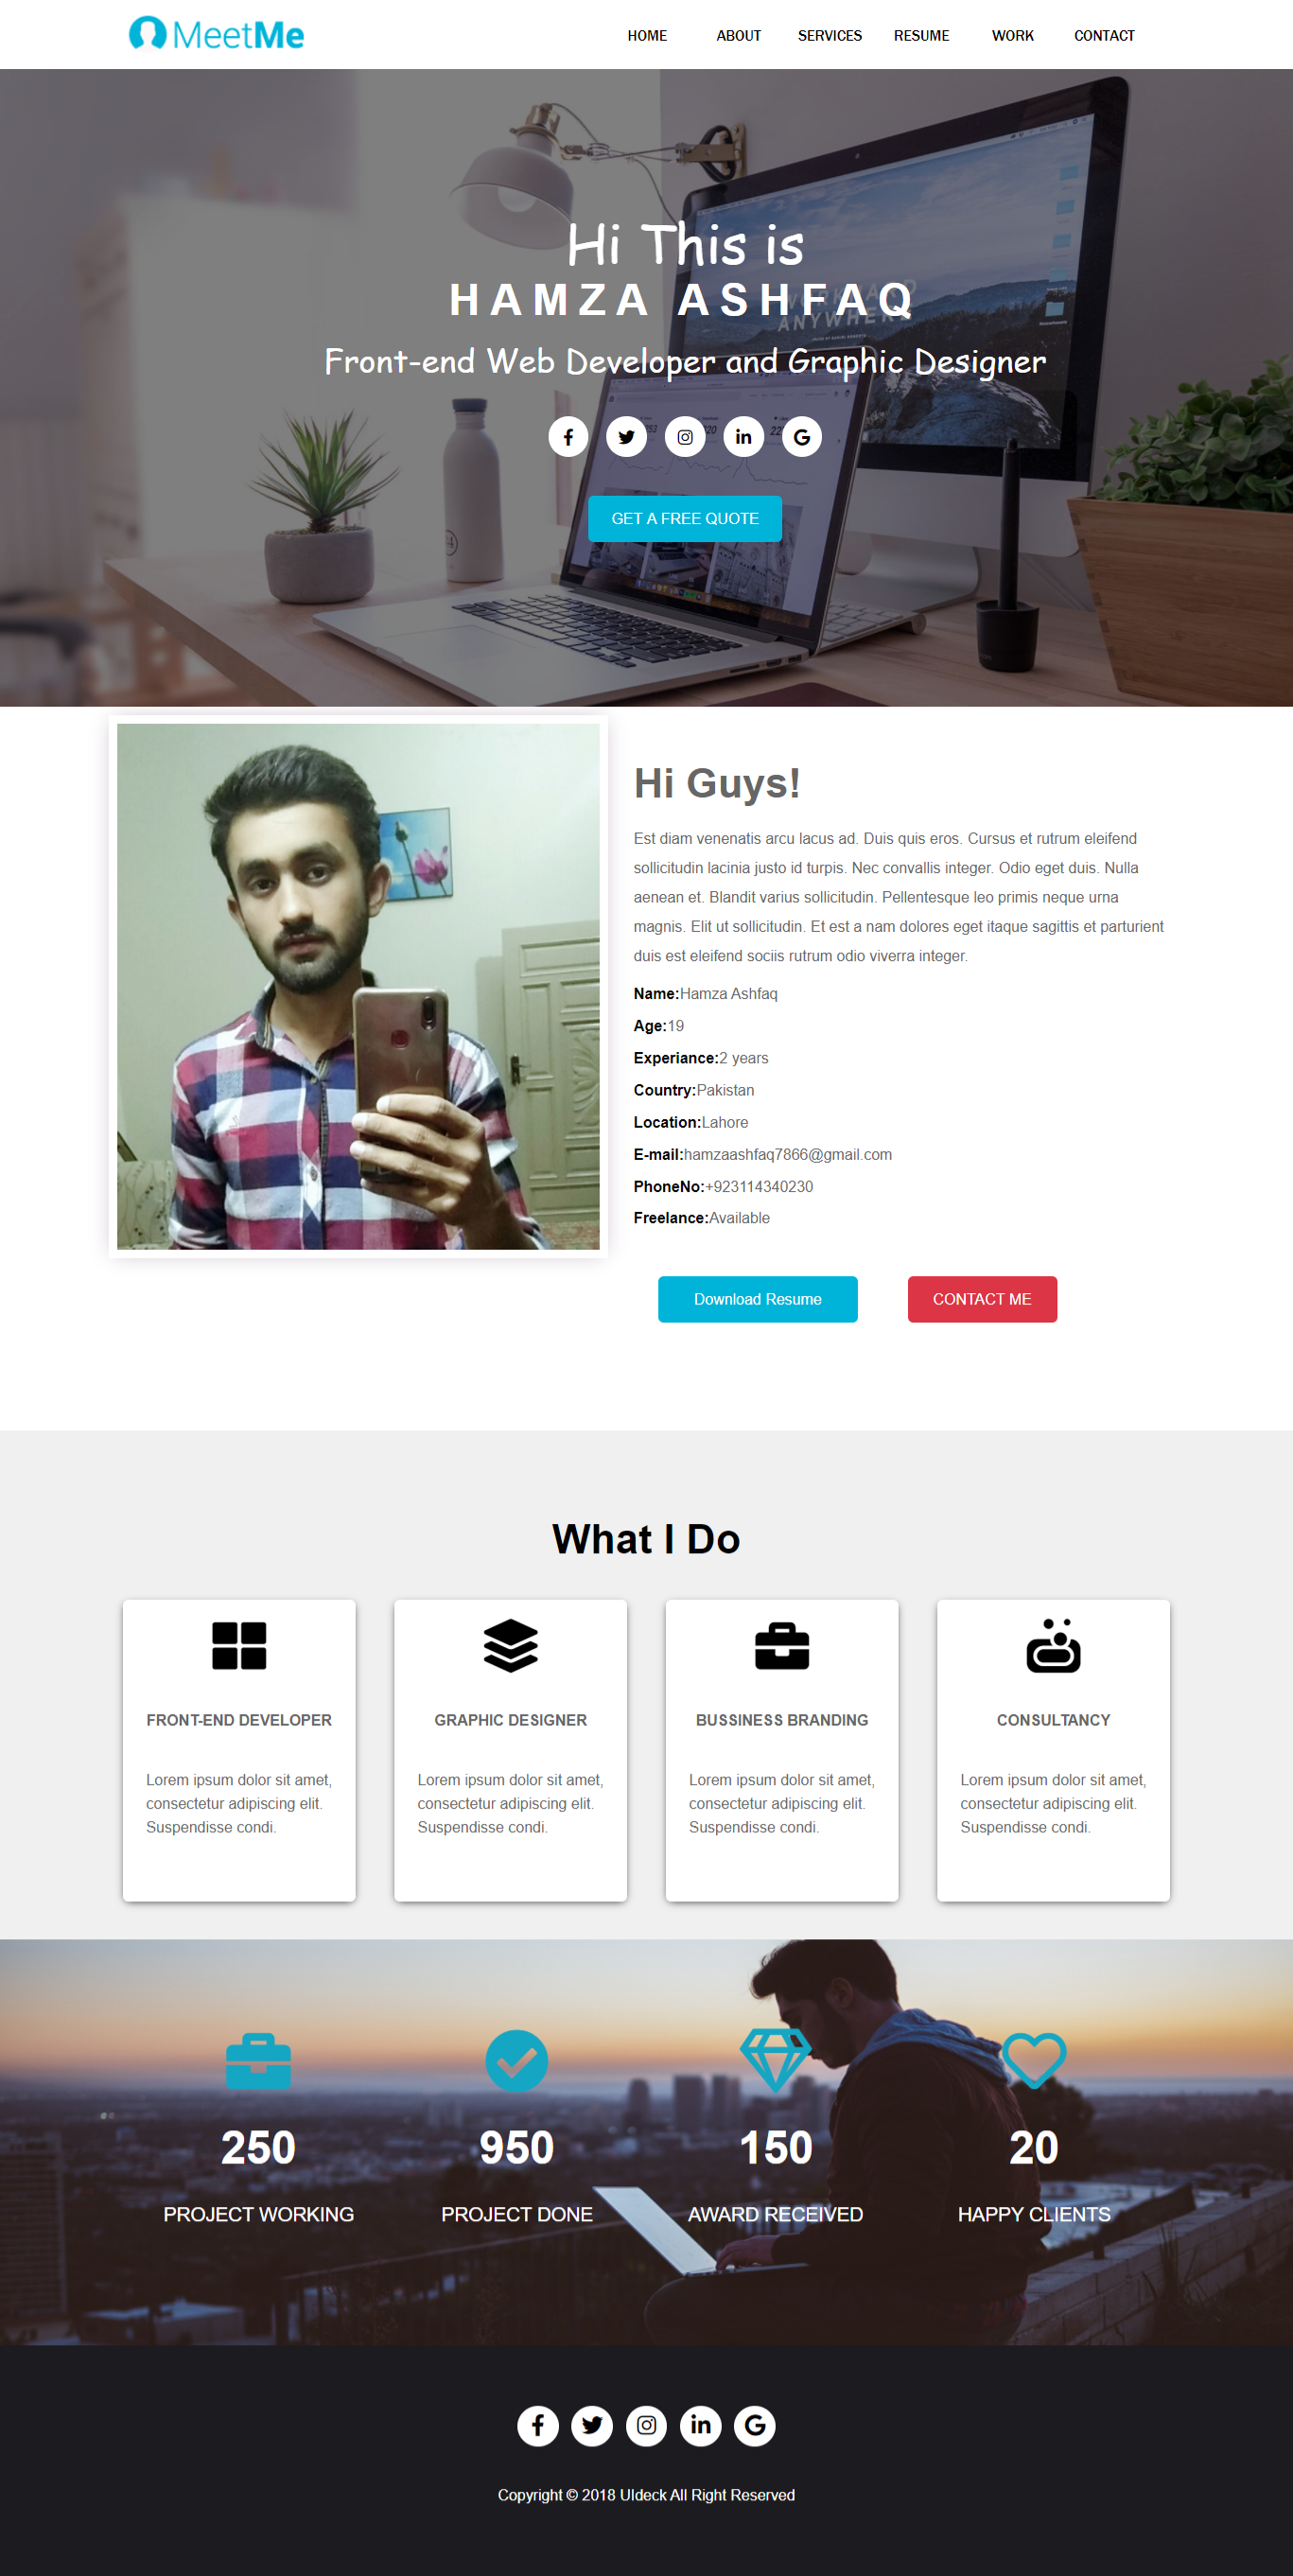 MeetMe
HOME ABOUT SERVICES RESUME WORK CONTACT
Hi This is
HAMZA ASHFAQ
Front-end Web Developer and Graphic Designer
GET A FREE QUOTE
Hi Guys!
Est diam venenatis arcu lacus ad. Duis quis eros. Cursus et rutrum eleifend
sollicitudin lacinia justo id turpis. Nec convallis integer. Odio eget duis. Nulla
aenean et. Blandit varius sollicitudin. Pellentesque leo primis neque urna
magnis. Elit ut sollicitudin. Et est a nam dolores eget itaque sagittis et parturient
duis est eleifend sociis rutrum odio viverra integer.
Name:Hamza Ashfaq
Age:19
Experiance:2 years
Country:Pakistan
Location:Lahore
E-mail:hamzaashfaq7866@gmail.com
PhoneNo:+923114340230
Freelance:Available
Download Resume
CONTACT ME
What I Do
FRONT-END DEVELOPER
Lorem ipsum dolor sit amet,
consectetur adipiscing elit.
Suspendisse condi.
GRAPHIC DESIGNER
Lorem ipsum dolor sit amet,
consectetur adipiscing elit.
Suspendisse condi.
BUSSINESS BRANDING
Lorem ipsum dolor sit amet,
consectetur adipiscing elit.
Suspendisse condi.
CONSULTANCY
Lorem ipsum dolor sit amet,
consectetur adipiscing elit.
Suspendisse condi.
250
PROJECT WORKING
950
PROJECT DONE
150
AWARD RECEIVED
20
HAPPY CLIENTS
Copyright © 2018 UIdeck All Right Reserved